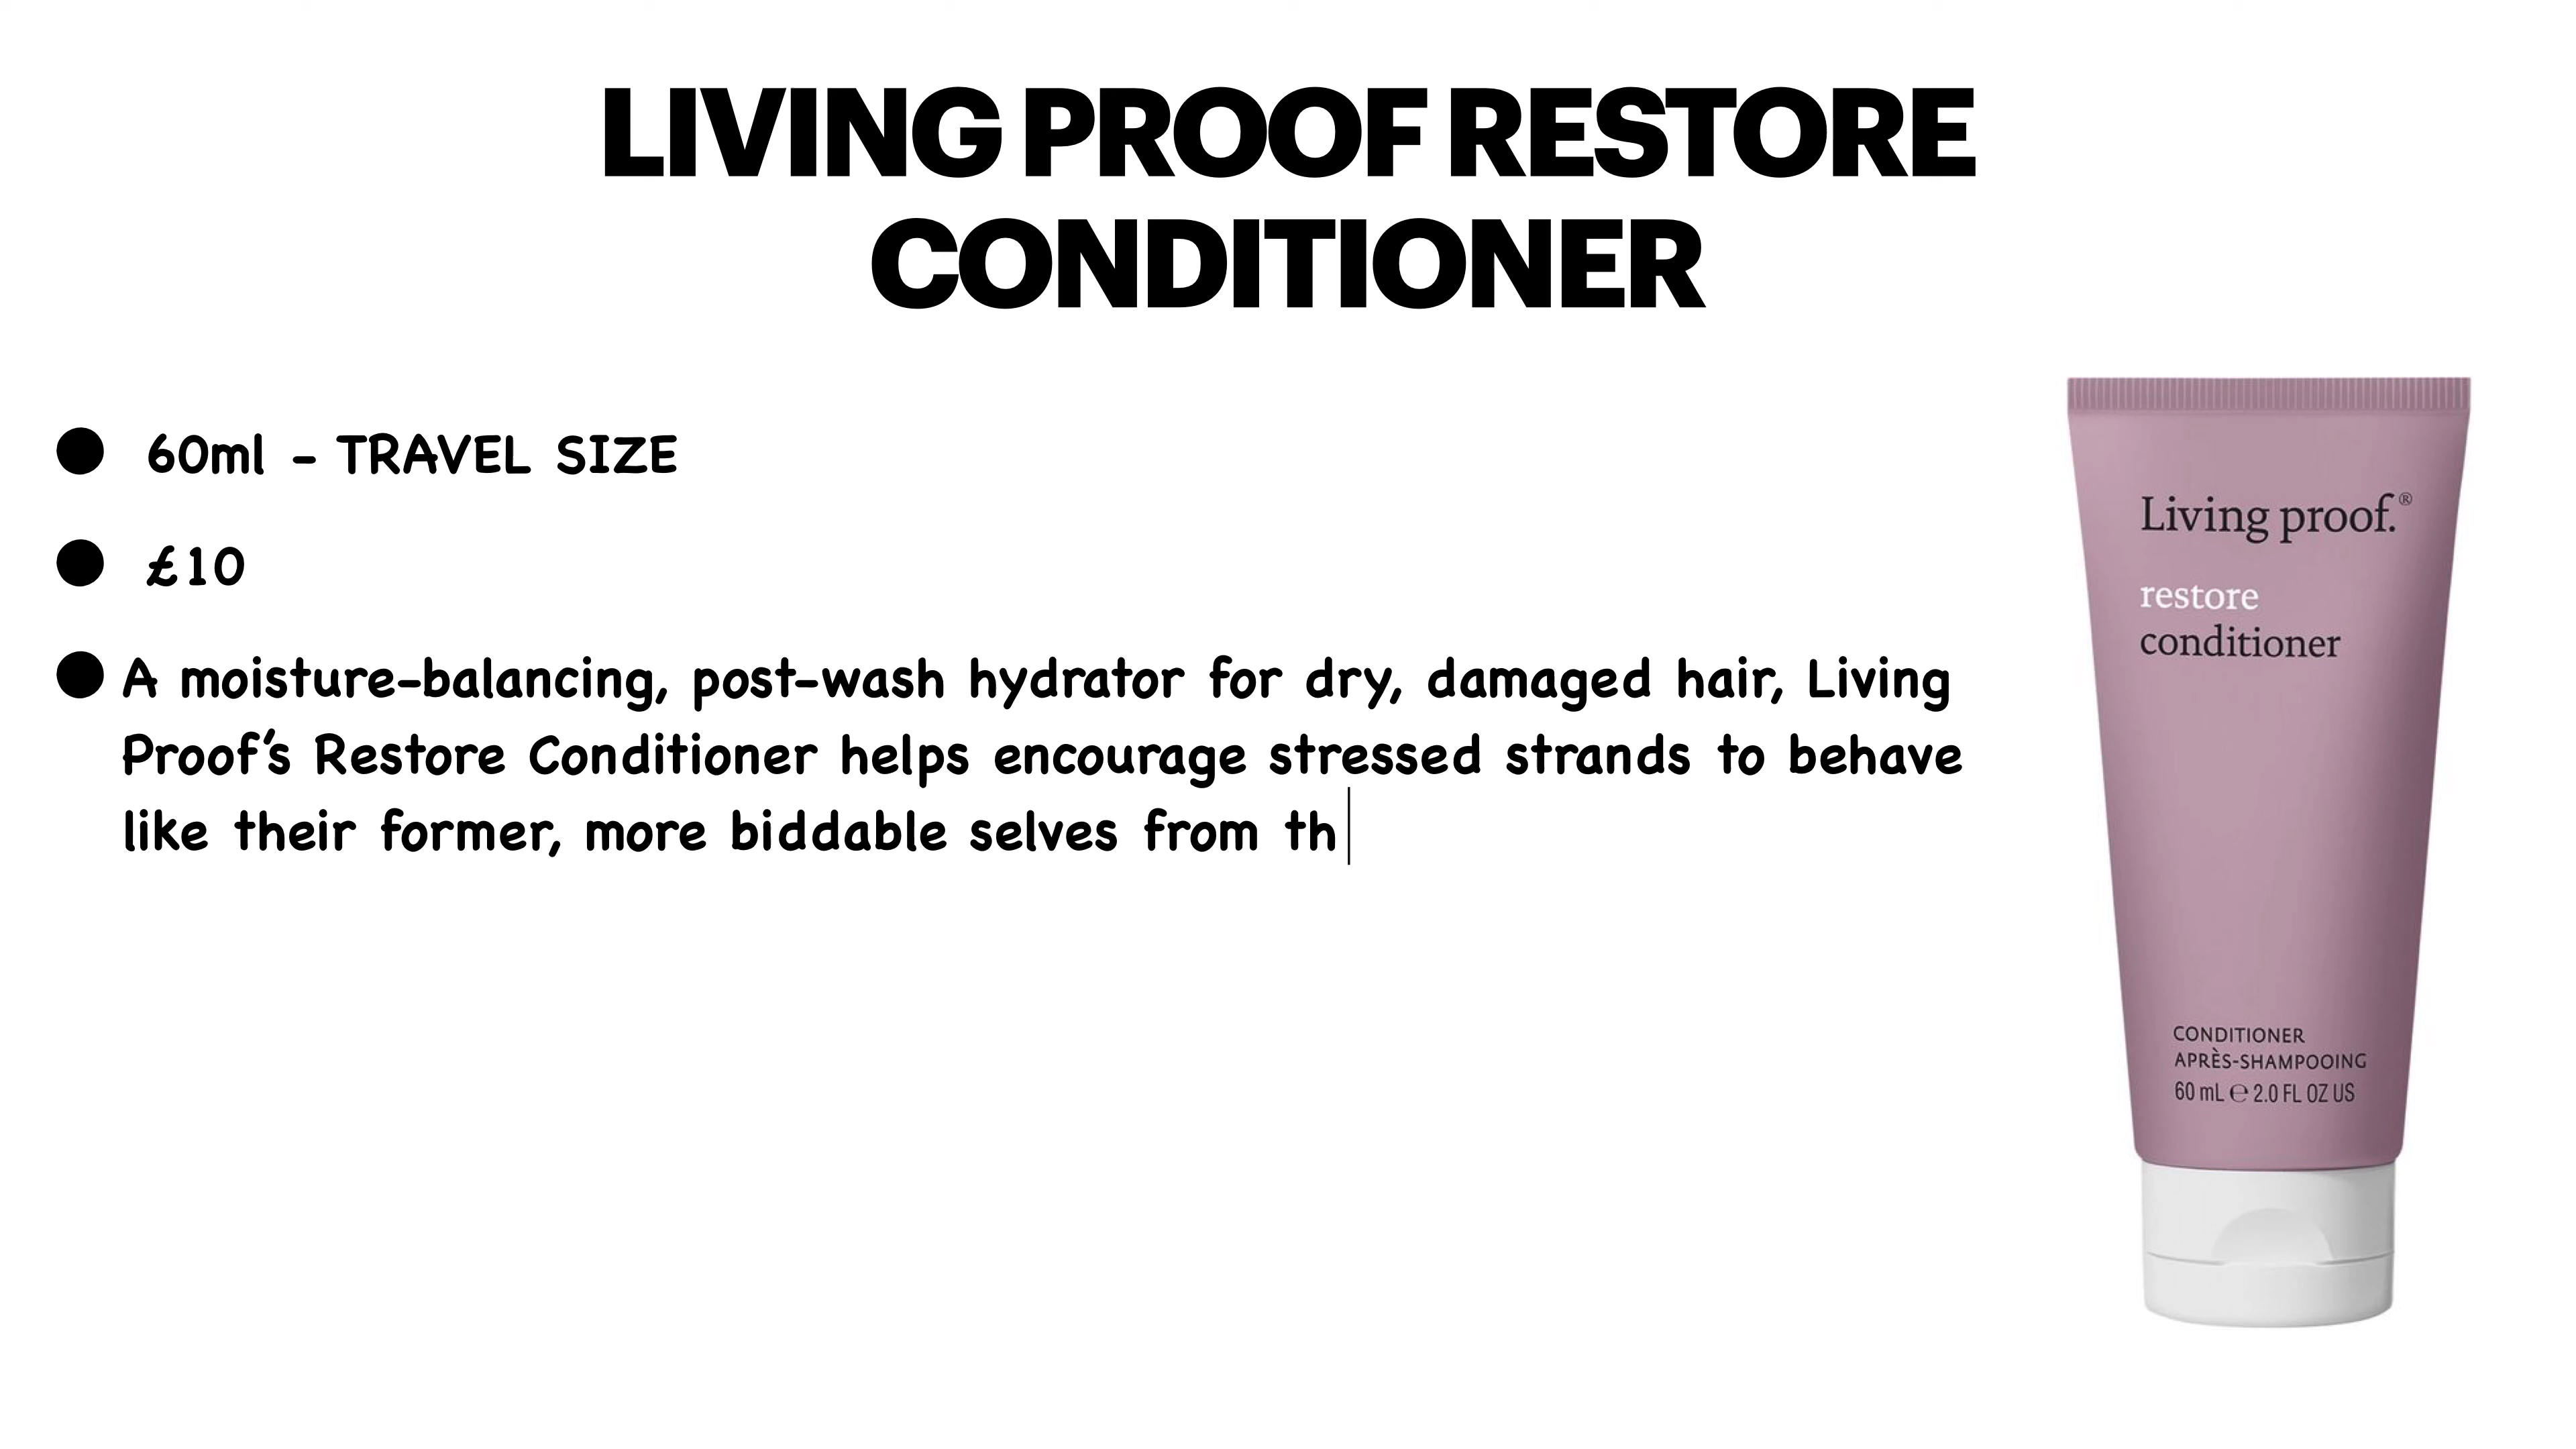 LIVING PROOF RESTORE
CONDITIONER
60ml - TRAVEL SIZE
£10
A moisture-balancing, post-wash hydrator for dry, damaged hair, Living
Proof’s Restore Conditioner helps encourage stressed strands to behave
like their former, more biddable selves from th
Living proof.®
restore
conditioner
CONDITIONER
APRÈS-SHAMPOOING
60 mL ℮ 2.0 FL OZ US